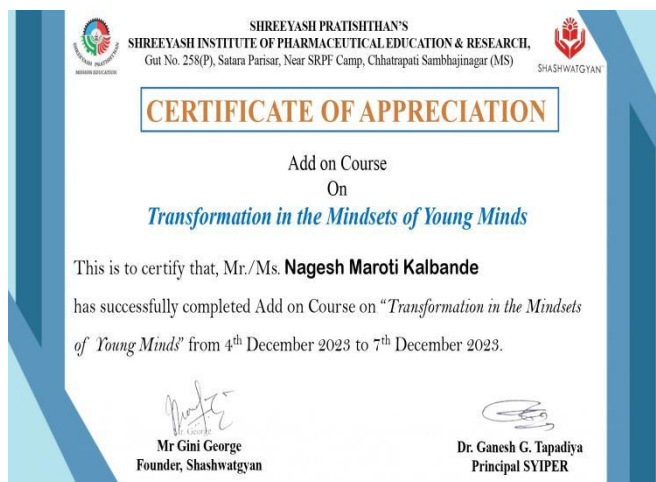 SHREEYASH PRATISHTHAN'S
SHREEYASH INSTITUTE OF PHARMACEUTICAL EDUCATION & RESEARCH,
Gut No. 258(P), Satara Parisar, Near SRPF Camp, Chhatrapati Sambhajinagar (MS)
SHREEYASH PRATISHTHAN
MISSION EDUCATION
SHASHWATGYAN
CERTIFICATE OF APPRECIATION
Add on Course
On
Transformation in the Mindsets of Young Minds
This is to certify that, Mr./Ms. Nagesh Maroti Kalbande
has successfully completed Add on Course on “Transformation in the Mindsets
of Young Minds” from 4th December 2023 to 7th December 2023.
Mr Gini George
Founder, Shashwatgyan
Dr. Ganesh G. Tapadiya
Principal SYIPER